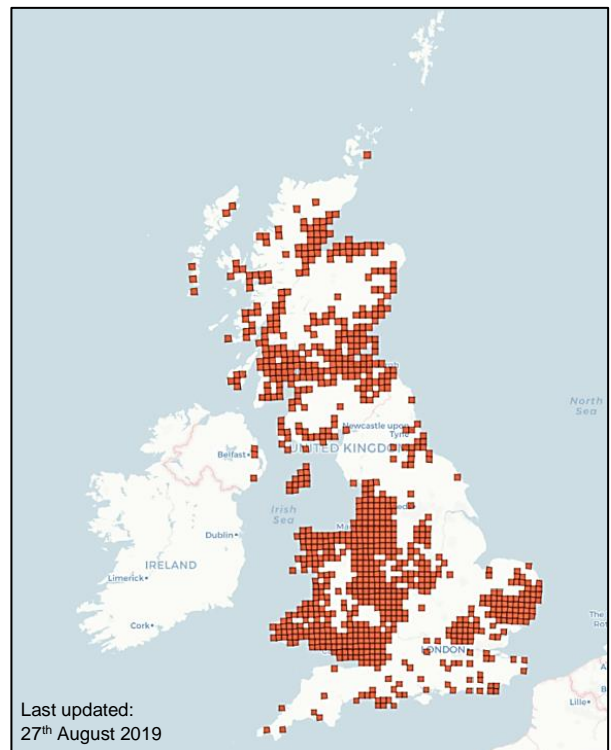 North
Sea
Newcastle upon
Tyne
UNITED KINGDOM
Belfast
Irish
Sea
Dublin
IRELAND
Limerick
Cork
LONDON
The
Lille
Last updated:
27th August 2019